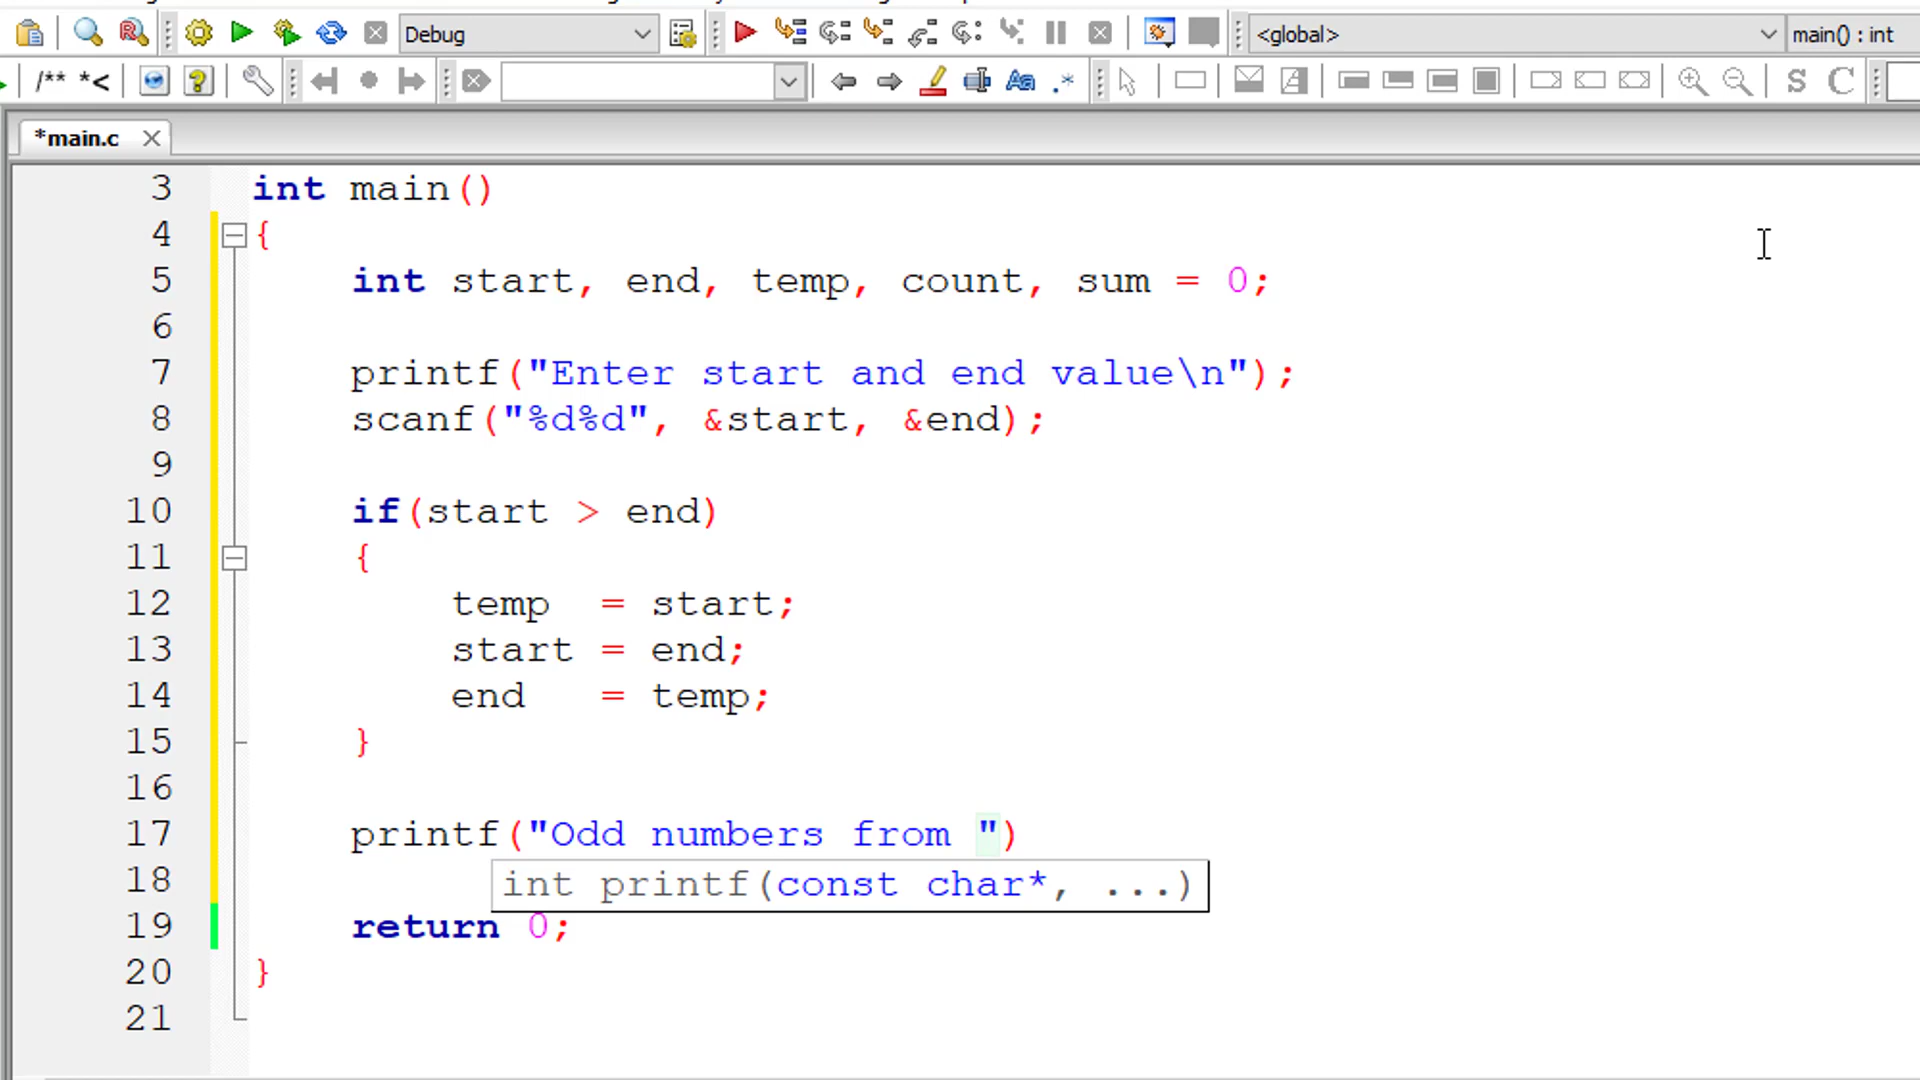 Debug
<global>
main() : int
/** *<
Aa
.*
S
C
*main.c
3 int main()
4 {
5 int start, end, temp, count, sum = 0;
6
7 printf("Enter start and end value\n");
8 scanf("%d%d", &start, &end);
9
10 if(start > end)
11 {
12 temp  = start;
13 start = end;
14 end   = temp;
15 }
16
17 printf("Odd numbers from ")
18 int printf(const char*, ...)
19 return 0;
20 }
21